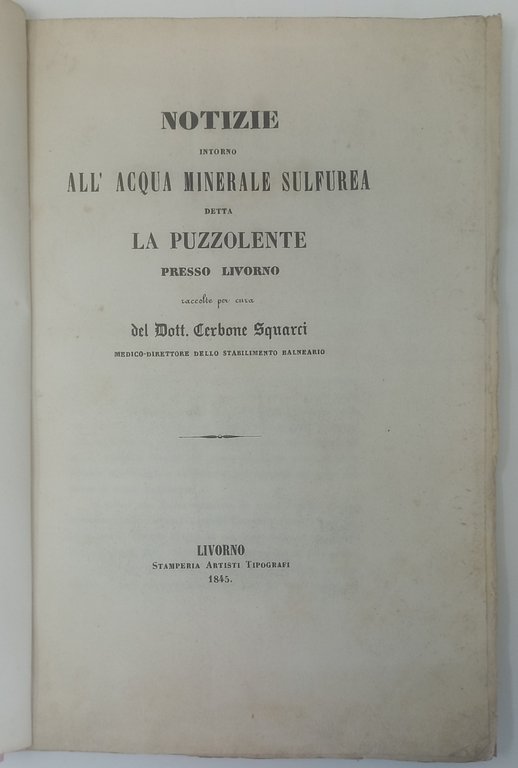 NOTIZIE
INTORNO
ALL' ACQUA MINERALE SULFUREA
DETTA
LA PUZZOLENTE
PRESSO LIVORNO
raccolte per cura
del Dott. Cerbone Squarci
MEDICO-DIRETTORE DELLO STABILIMENTO BALNEARIO
LIVORNO
STAMPERIA ARTISTI TIPOGRAFI
1845.